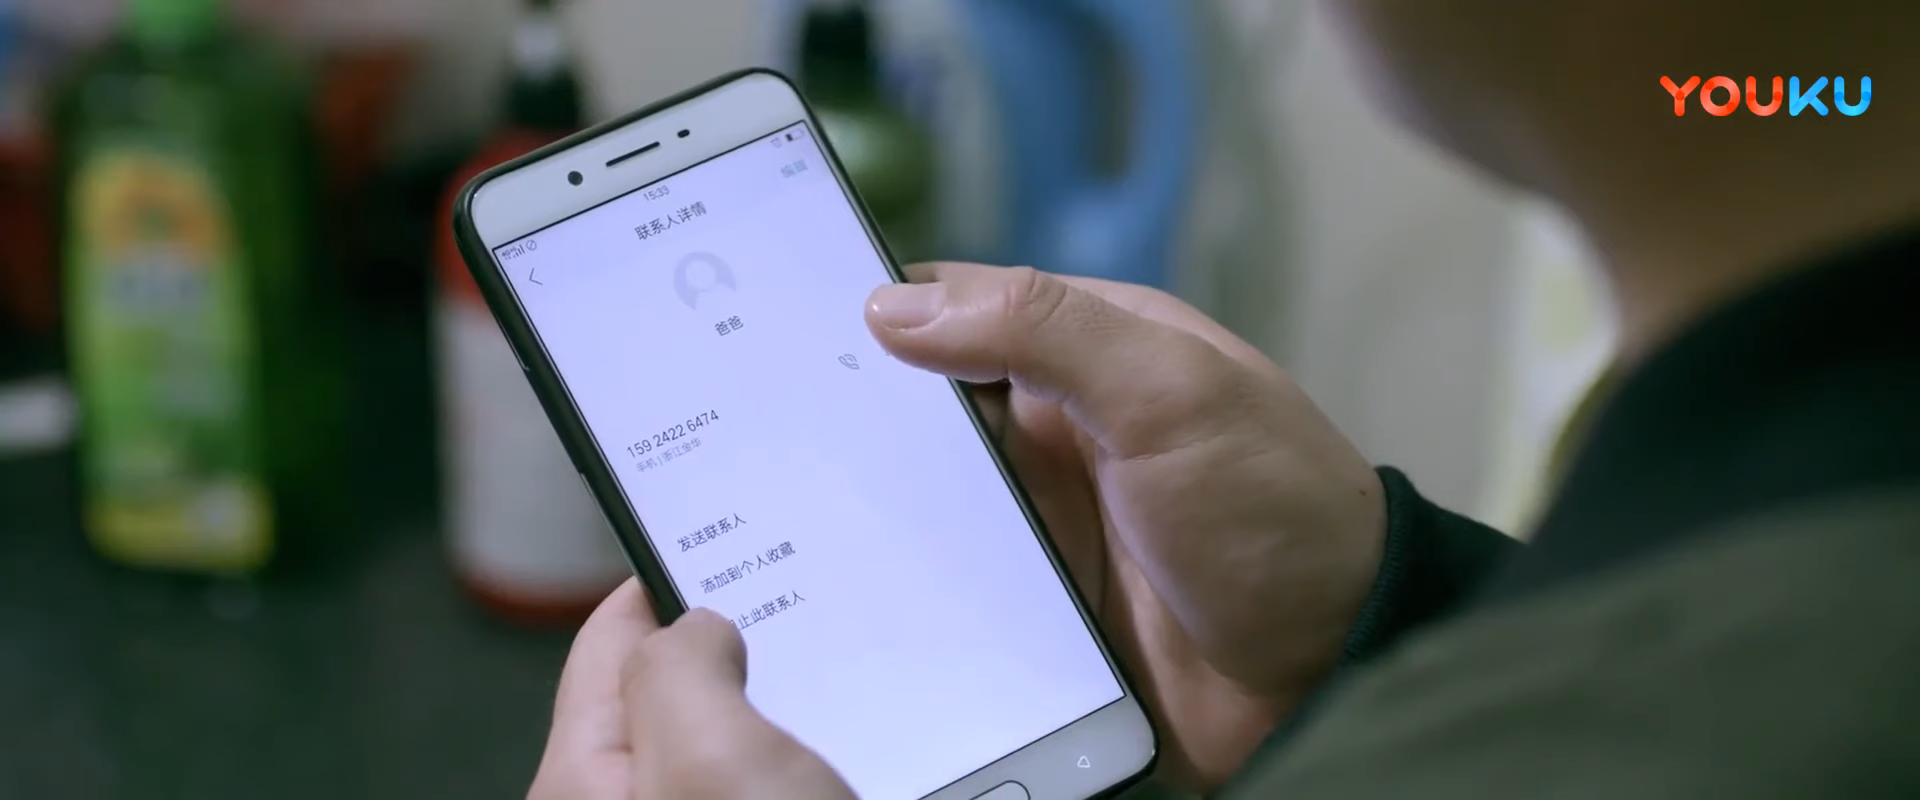 YOUKU
15:33
编辑
联系人详情
爸爸
159 2422 6474
手机 | 浙江金华
发送联系人
添加到个人收藏
止此联系人